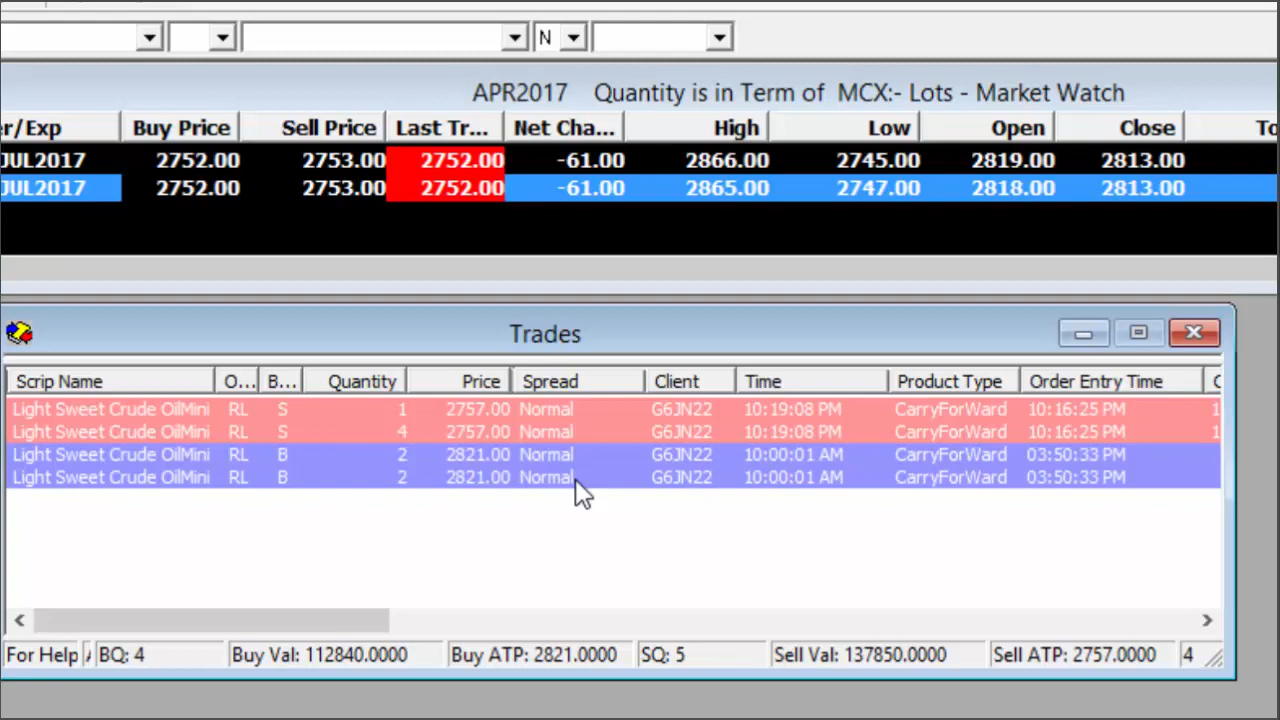 N
APR2017 Quantity is in Term of MCX:- Lots - Market Watch
er/Exp Buy Price Sell Price Last Tr... Net Cha... High Low Open Close To
JUL2017 2752.00 2753.00 2752.00 -61.00 2866.00 2745.00 2819.00 2813.00
JUL2017 2752.00 2753.00 2752.00 -61.00 2865.00 2747.00 2818.00 2813.00
Trades
Scrip Name O... B... Quantity Price Spread Client Time Product Type Order Entry Time
Light Sweet Crude OilMini RL S 1 2757.00 Normal G6JN22 10:19:08 PM CarryForWard 10:16:25 PM 1
Light Sweet Crude OilMini RL S 4 2757.00 Normal G6JN22 10:19:08 PM CarryForWard 10:16:25 PM 1
Light Sweet Crude OilMini RL B 2 2821.00 Normal G6JN22 10:00:01 AM CarryForWard 03:50:33 PM
Light Sweet Crude OilMini RL B 2 2821.00 Normal G6JN22 10:00:01 AM CarryForWard 03:50:33 PM
For Help BQ: 4 Buy Val: 112840.0000 Buy ATP: 2821.0000 SQ: 5 Sell Val: 137850.0000 Sell ATP: 2757.0000 4